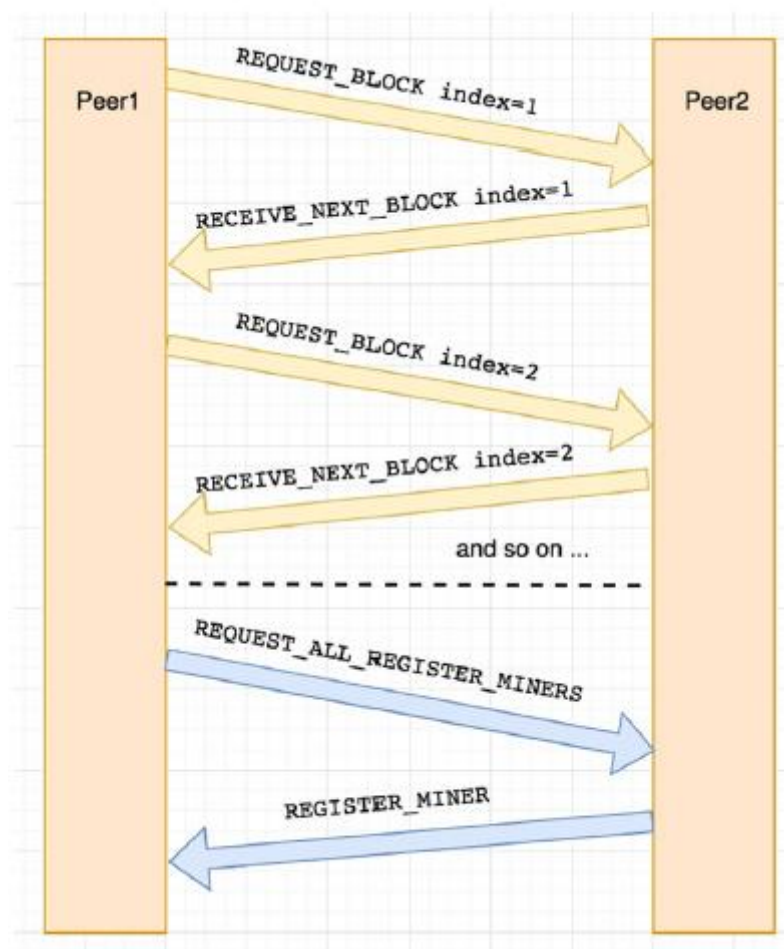 REQUEST_BLOCK index=1
Peer1
Peer2
RECEIVE_NEXT_BLOCK index=1
REQUEST_BLOCK index=2
RECEIVE_NEXT_BLOCK index=2
and so on ...
REQUEST_ALL_REGISTER_MINERS
REGISTER_MINER